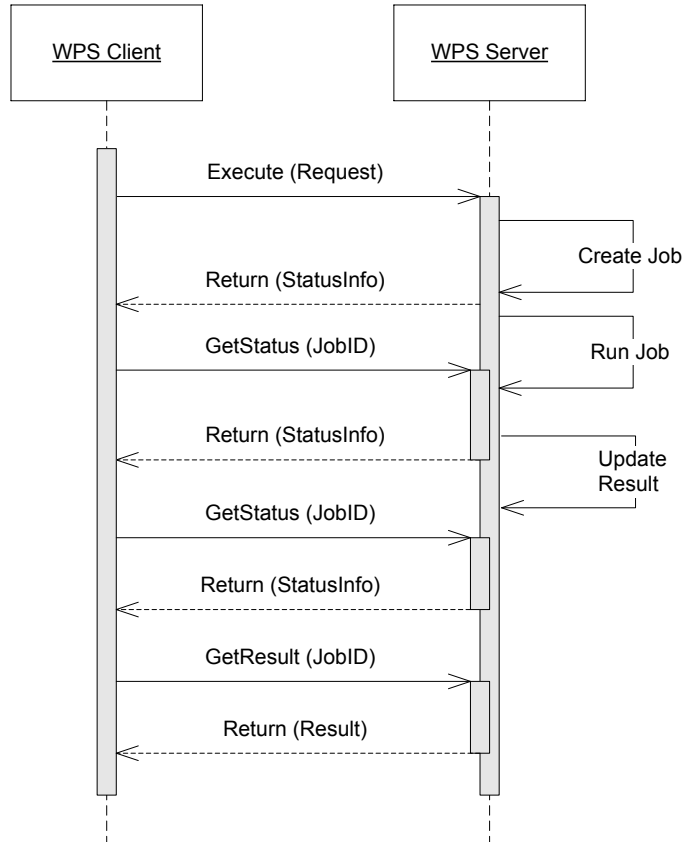 WPS Client
WPS Server
Execute (Request)
Create Job
Return (StatusInfo)
GetStatus (JobID)
Run Job
Return (StatusInfo)
Update
Result
GetStatus (JobID)
Return (StatusInfo)
GetResult (JobID)
Return (Result)